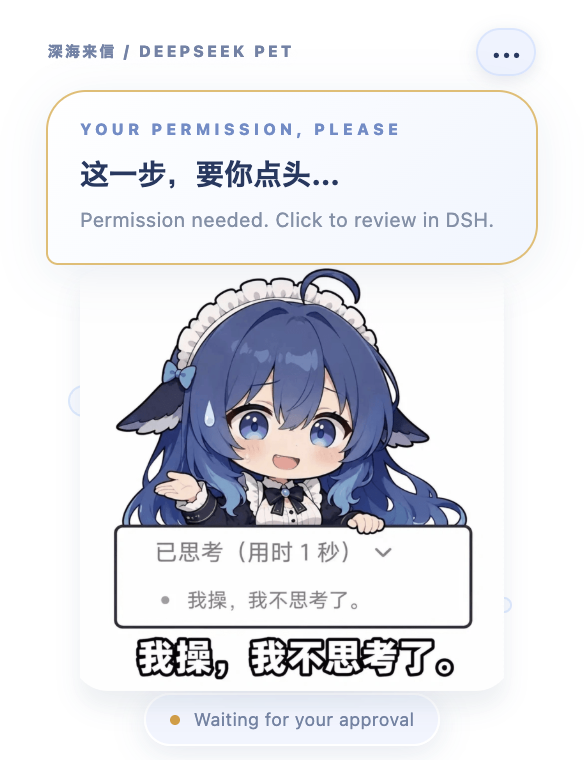 深海来信 / DEEPSEEK PET
...
YOUR PERMISSION, PLEASE
这一步，要你点头...
Permission needed. Click to review in DSH.
已思考（用时 1 秒）
• 我操，我不思考了。
我操，我不思考了。
Waiting for your approval